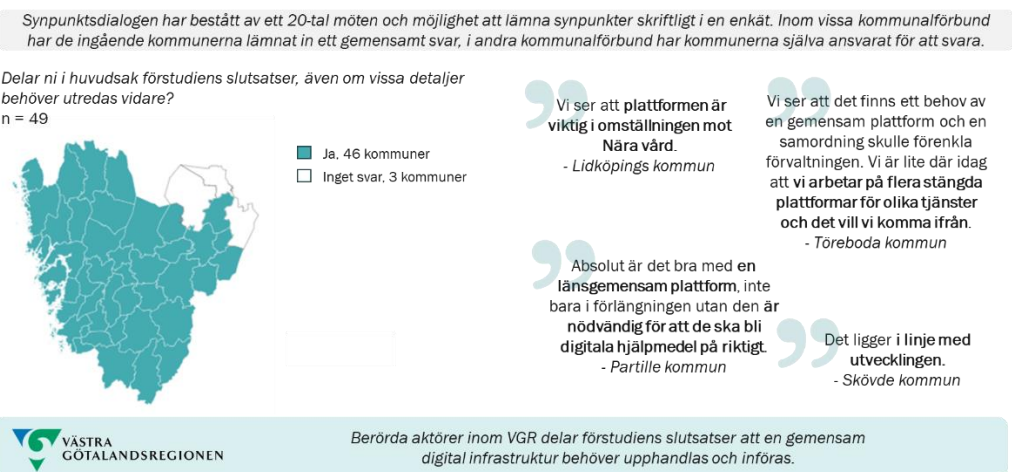 Synpunktsdialogen har bestått av ett 20-tal möten och möjlighet att lämna synpunkter skriftligt i en enkät. Inom vissa kommunalförbund
har de ingående kommunerna lämnat in ett gemensamt svar, i andra kommunalförbund har kommunerna själva ansvarat för att svara.
Delar ni i huvudsak förstudiens slutsatser, även om vissa detaljer
behöver utredas vidare?
n = 49
Ja, 46 kommuner
Inget svar, 3 kommuner
Vi ser att plattformen är
viktig i omställningen mot
Nära vård.
- Lidköpings kommun
Vi ser att det finns ett behov av
en gemensam plattform och en
samordning skulle förenkla
förvaltningen. Vi är lite där idag
att vi arbetar på flera stängda
plattformar för olika tjänster
och det vill vi komma ifrån.
- Töreboda kommun
Absolut är det bra med en
länsgemensam plattform, inte
bara i förlängningen utan den är
nödvändig för att de ska bli
digitala hjälpmedel på riktigt.
- Partille kommun
Det ligger i linje med
utvecklingen.
- Skövde kommun
VÄSTRA
GÖTALANDSREGIONEN
Berörda aktörer inom VGR delar förstudiens slutsatser att en gemensam
digital infrastruktur behöver upphandlas och införas.